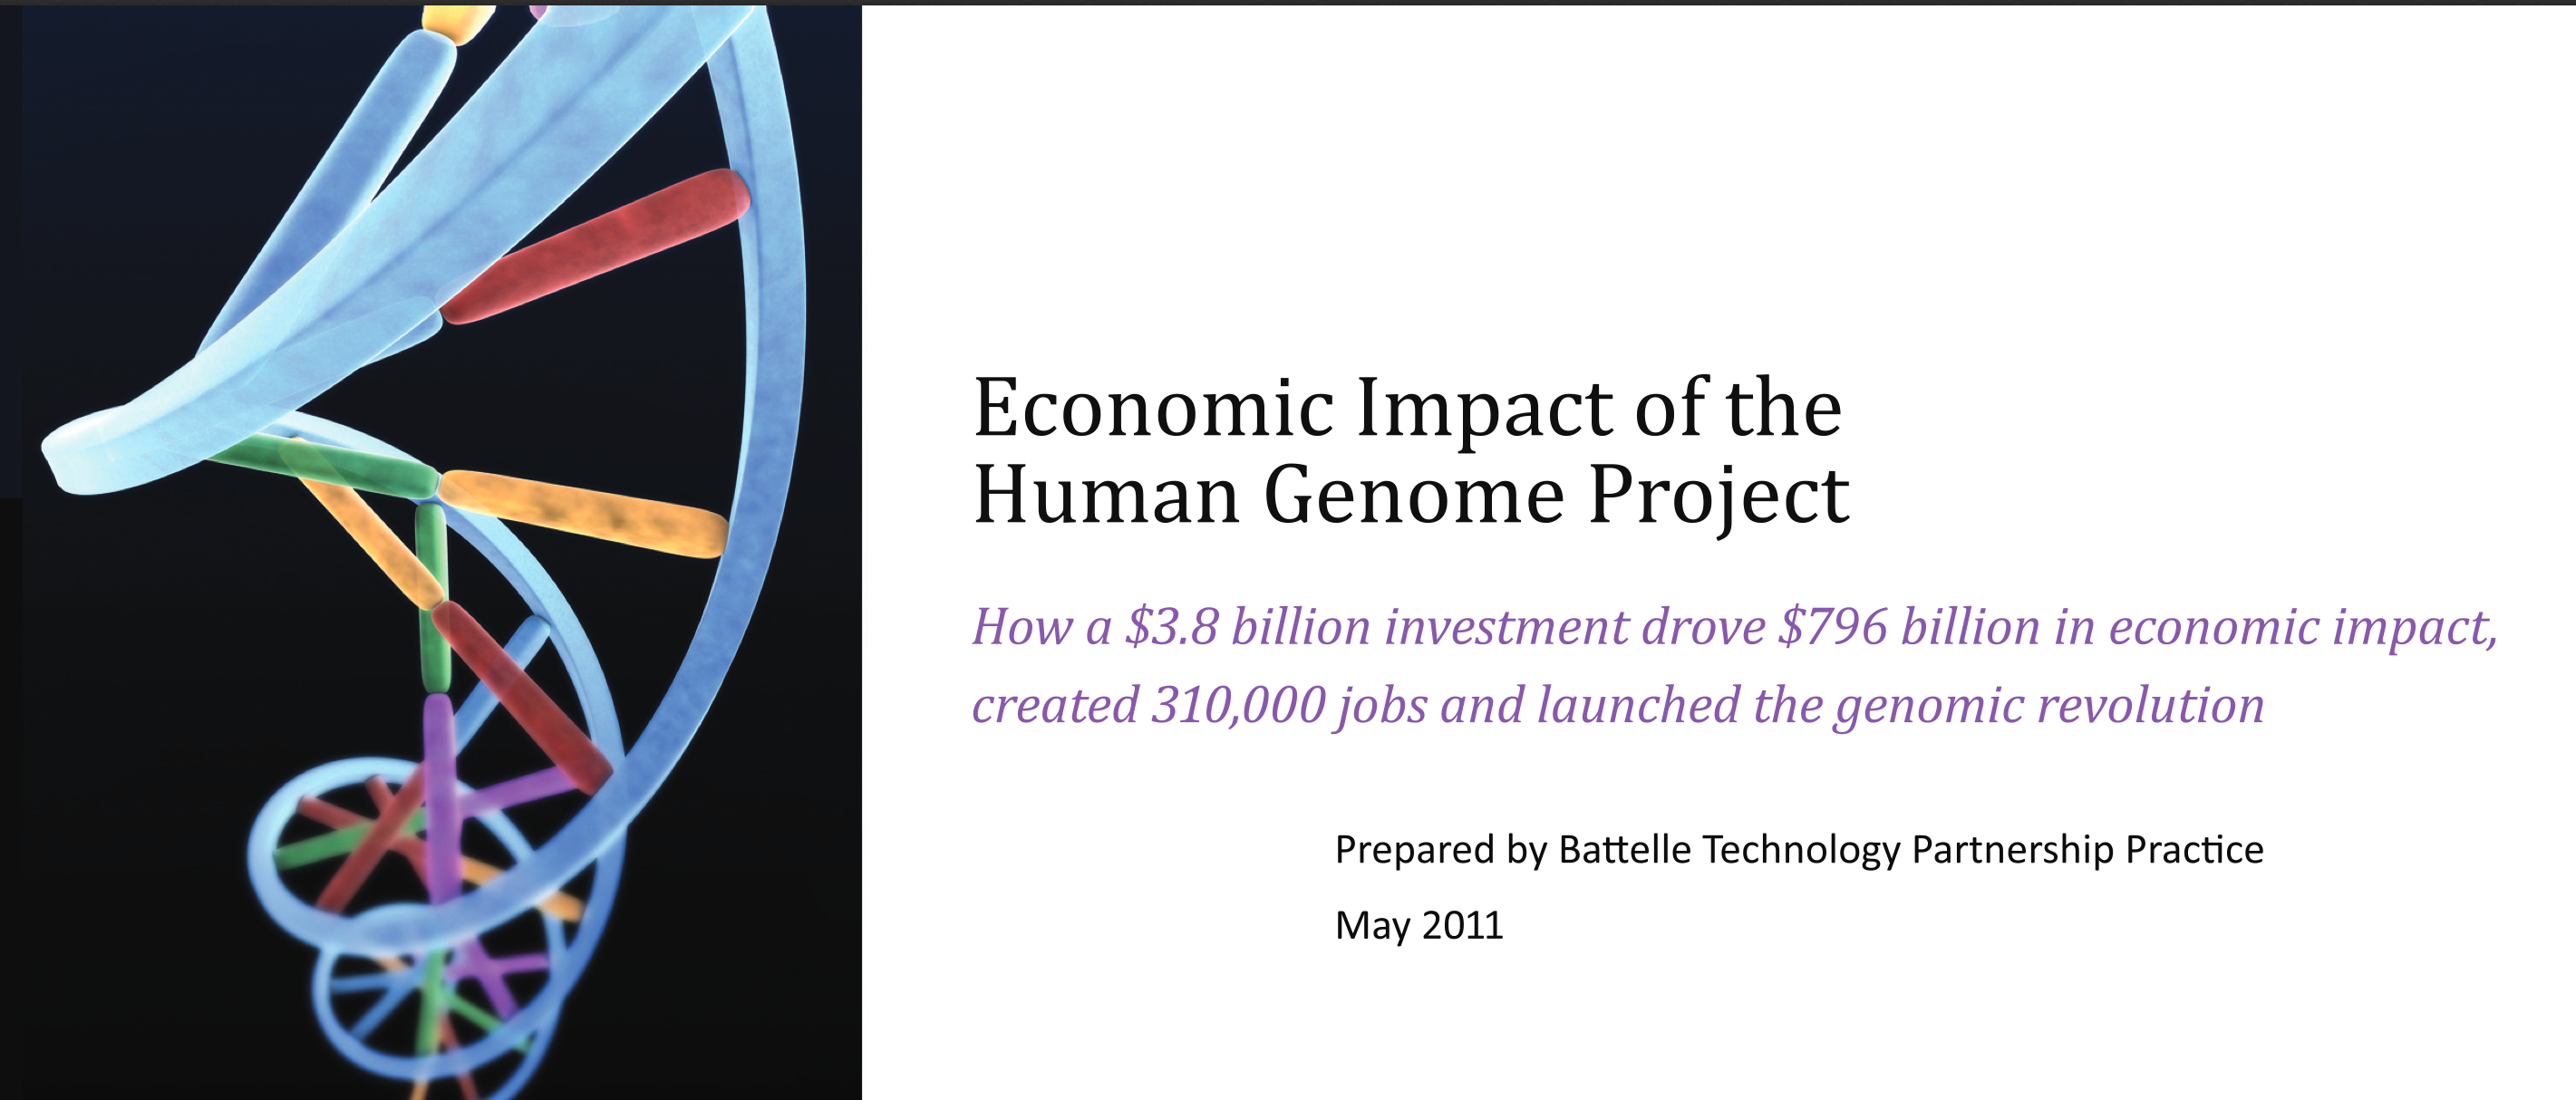 Economic Impact of the
Human Genome Project
How a $3.8 billion investment drove $796 billion in economic impact,
created 310,000 jobs and launched the genomic revolution
Prepared by Battelle Technology Partnership Practice
May 2011